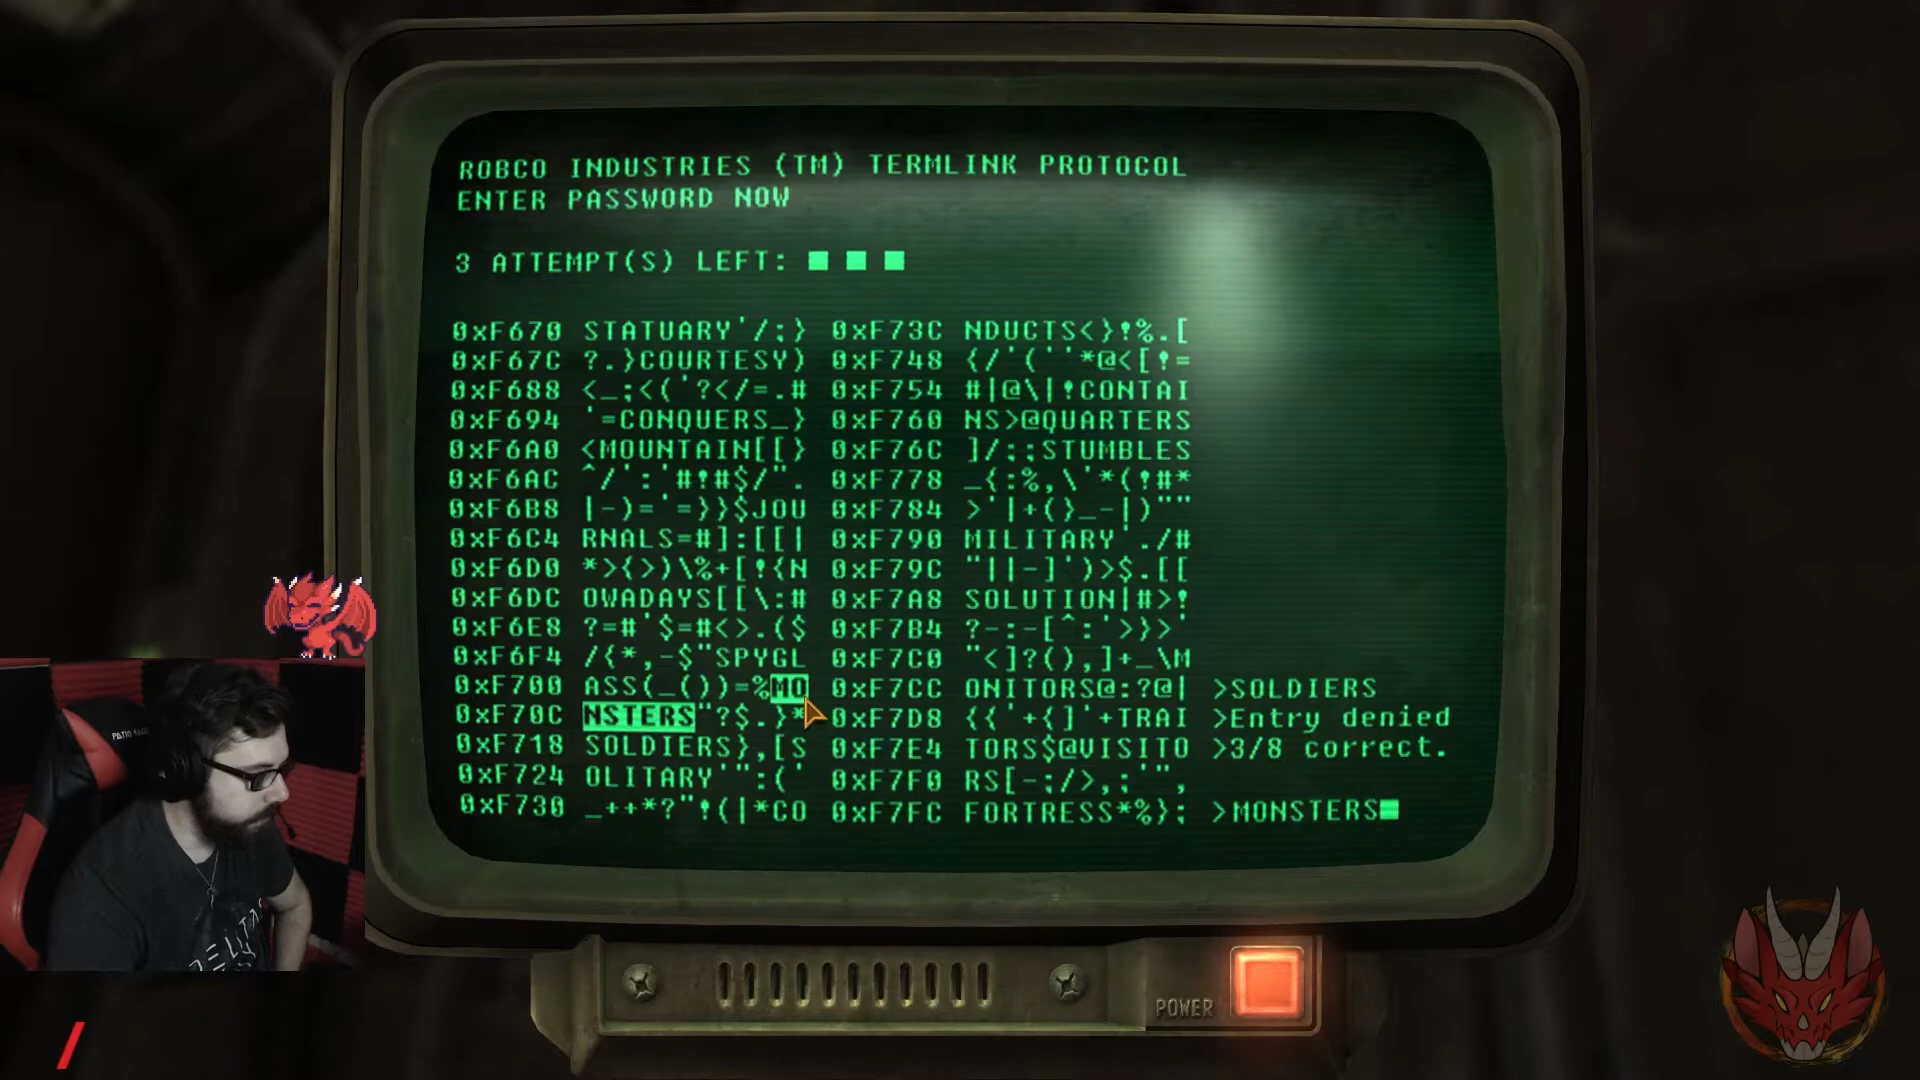 ROBCO INDUSTRIES (TM) TERMLINK PROTOCOL
ENTER PASSWORD NOW
3 ATTEMPT(S) LEFT:
0xF670 STATUARY'/;} 0xF73C NDUCTS<}!%.[
0xF67C ?.}COURTESY) 0xF748 {/'(''*@<[!=
0xF688 <_;<('?</=.# 0xF754 #|@\|!CONTAI
0xF694 '=CONQUERS_} 0xF760 NS>@QUARTERS
0xF6A0 <MOUNTAIN[[} 0xF76C ]/;;STUMBLES
0xF6AC ^/':'#!#$/". 0xF778 _{:%,\'*(!#*
0xF6B8 |-)='=}}$JOU 0xF784 >'|+(}_-|)""
0xF6C4 RNALS=#]:[[| 0xF790 MILITARY'./#
0xF6D0 *>{>)\%+[!{N 0xF79C "||-]')>$.[[
0xF6DC OWADAYS[[\:# 0xF7A8 SOLUTION|#>!
0xF6E8 ?=#'$=#<>.($ 0xF7B4 ?-:-[^:'>}>'
0xF6F4 /{*,-$"SPYGL 0xF7C0 "<]?(),]+_\M
0xF700 ASS(_())=%MO 0xF7CC ONITORS@:?@| >SOLDIERS
0xF70C NSTERS"?$.}* 0xF7D8 {{'+{]'+TRAI >Entry denied
0xF718 SOLDIERS},[S 0xF7E4 TORS$@VISITO >3/8 correct.
0xF724 OLITARY'":(' 0xF7F0 RS[-;/>,;'",
0xF730 _++*?"!(|*CO 0xF7FC FORTRESS*%}; >MONSTERS
POWER